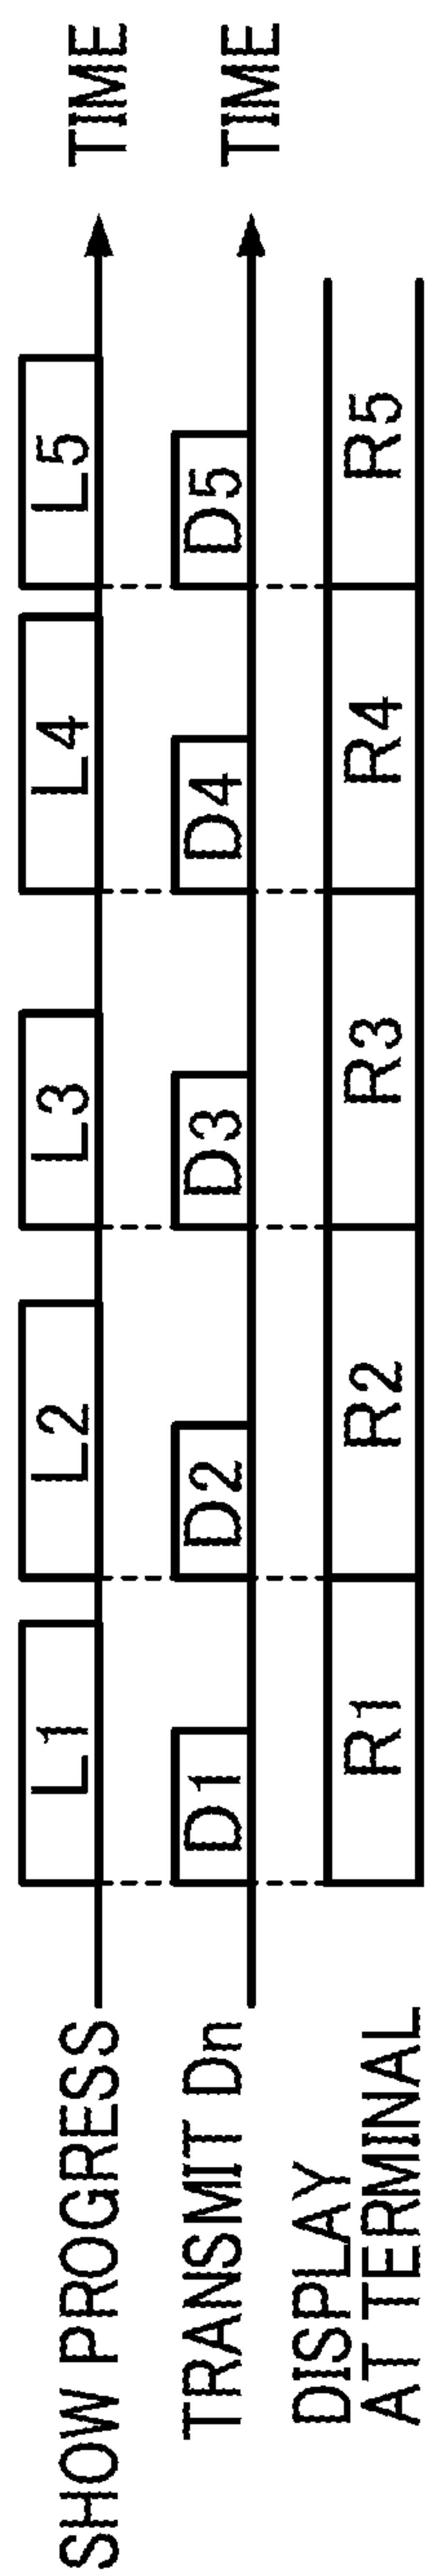 SHOW PROGRESS L1 L2 L3 L4 L5 TIME
TRANSMIT Dn D1 D2 D3 D4 D5 TIME
DISPLAY
AT TERMINAL R1 R2 R3 R4 R5